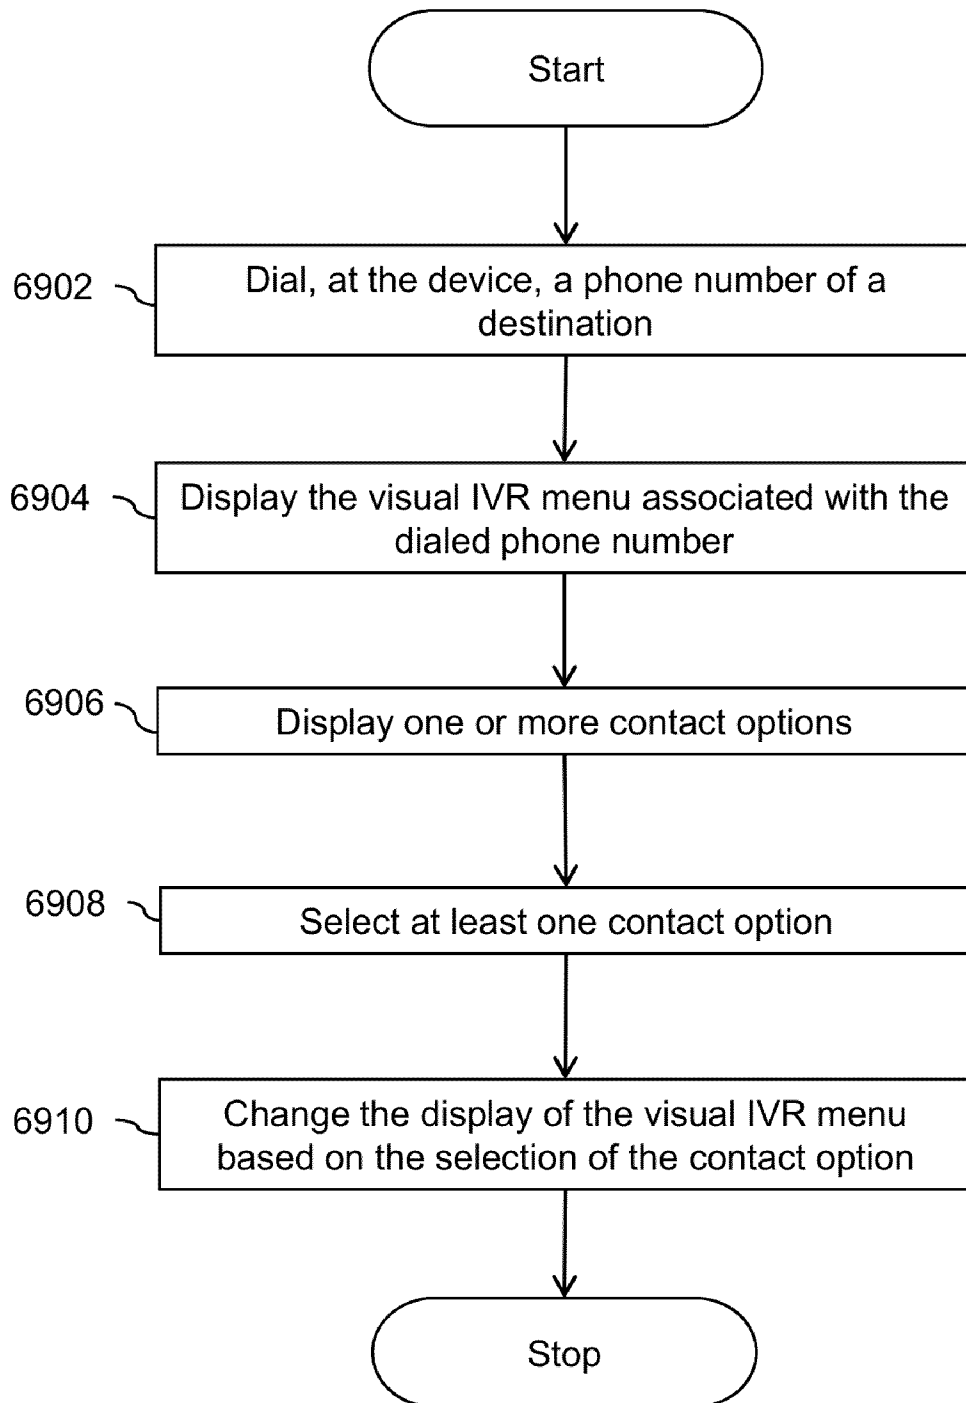 Start
6902
Dial, at the device, a phone number of a
destination
6904
Display the visual IVR menu associated with the
dialed phone number
6906
Display one or more contact options
6908
Select at least one contact option
6910
Change the display of the visual IVR menu
based on the selection of the contact option
Stop